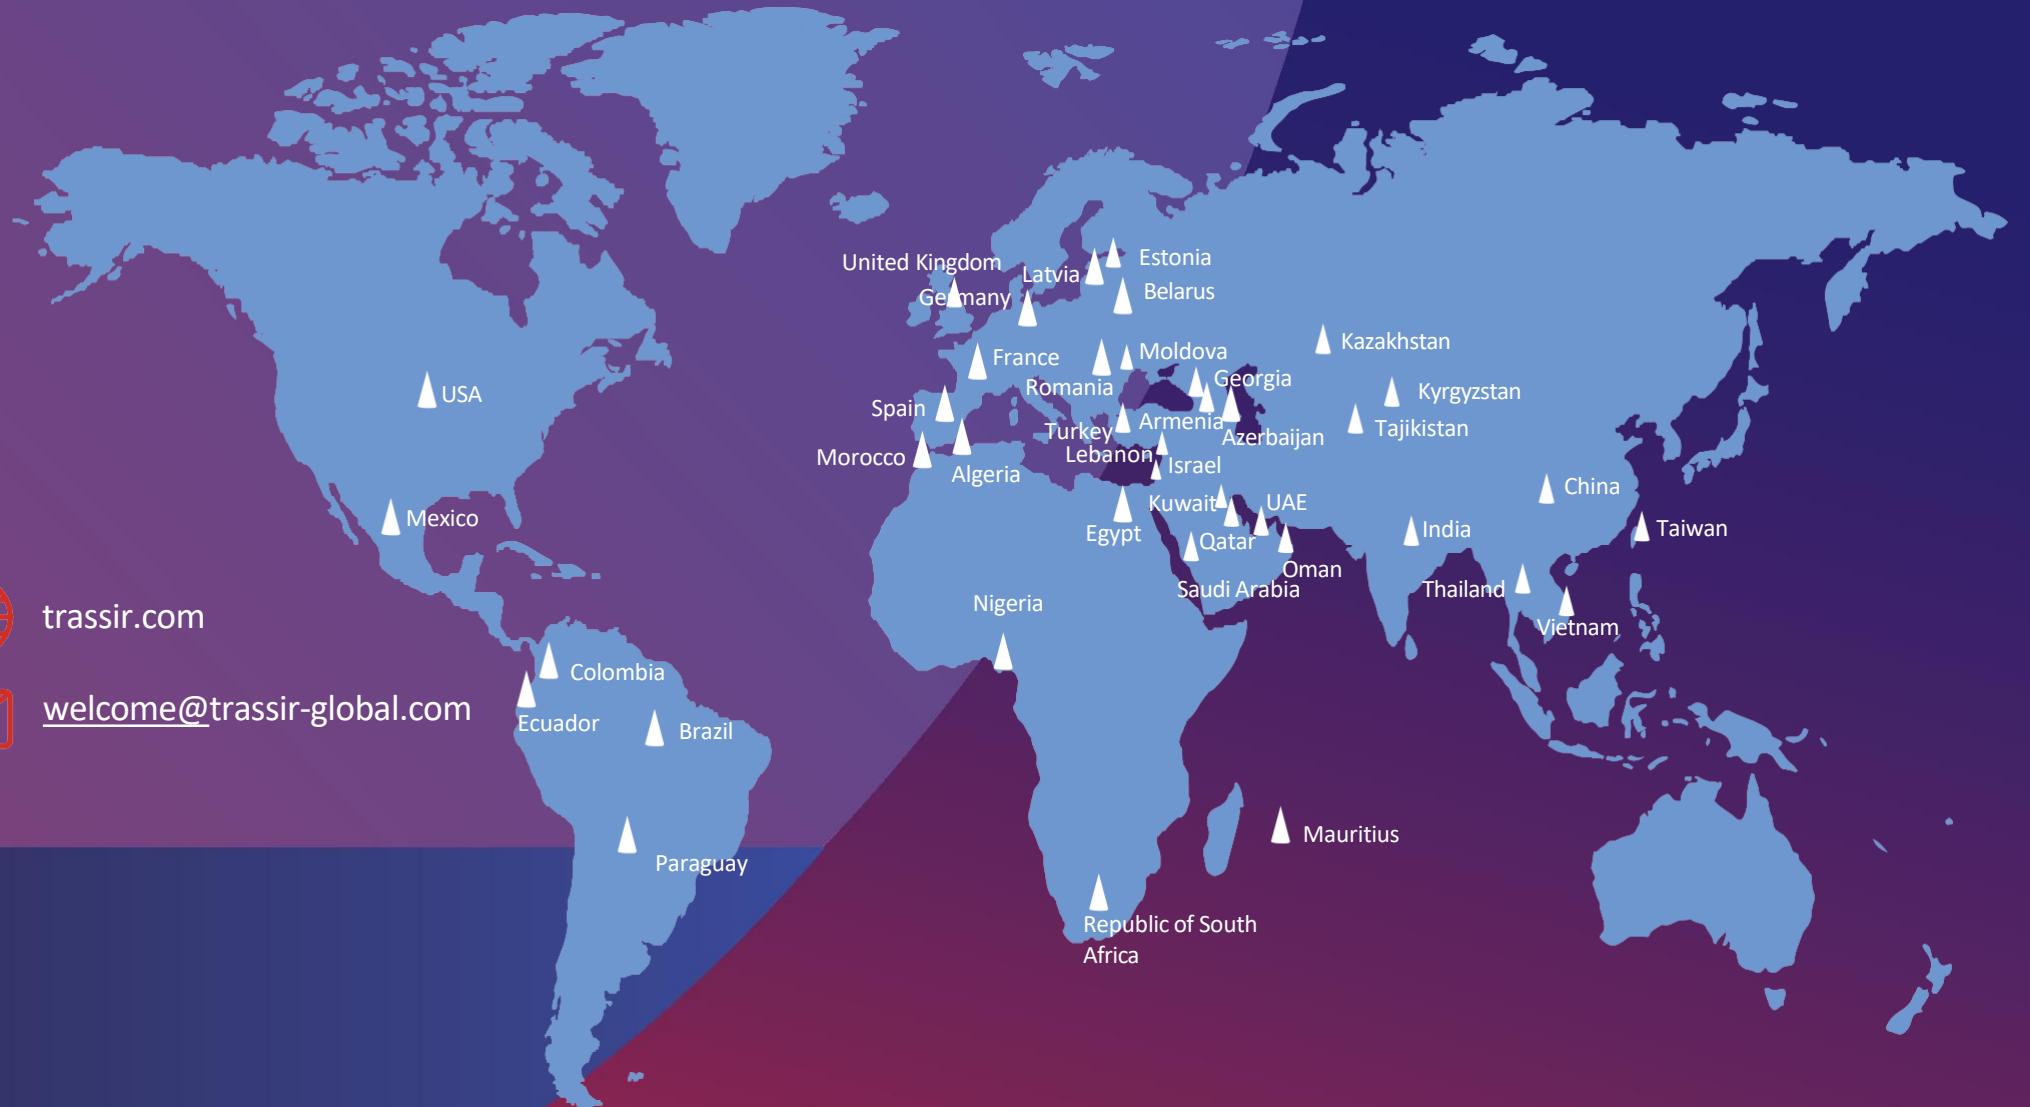 United Kingdom
Estonia
Latvia
Germany
Belarus
Kazakhstan
France
Moldova
Romania
Georgia
USA
Kyrgyzstan
Spain
Armenia
Turkey
Azerbaijan
Tajikistan
Morocco
Lebanon
Israel
Algeria
China
Mexico
Kuwait
UAE
Egypt
India
Taiwan
Qatar
Oman
Saudi Arabia
Thailand
Nigeria
trassir.com
Vietnam
Colombia
welcome@trassir-global.com
Ecuador
Brazil
Mauritius
Paraguay
Republic of South
Africa